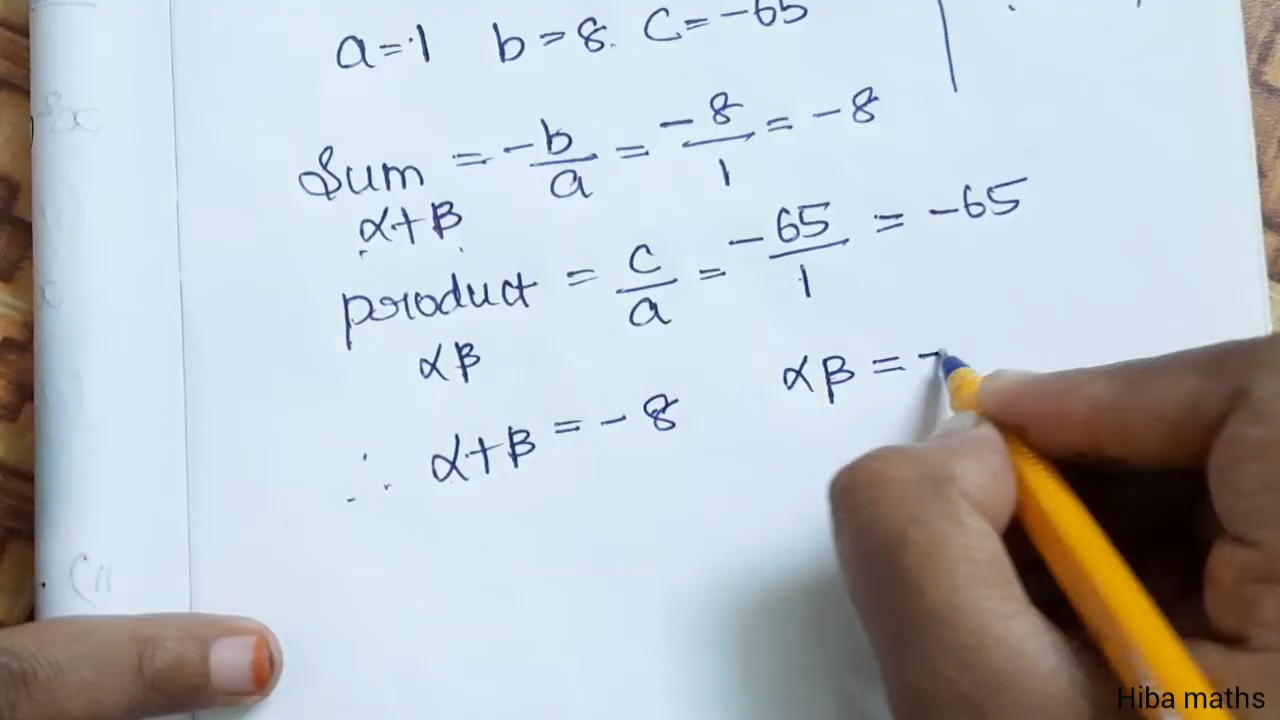 a = 1 b = 8. C = -65
Sum = -b/a = -8/1 = -8
α+β
product = c/a = -65/1 = -65
αβ
αβ = -
∴ α+β = -8
Hiba maths